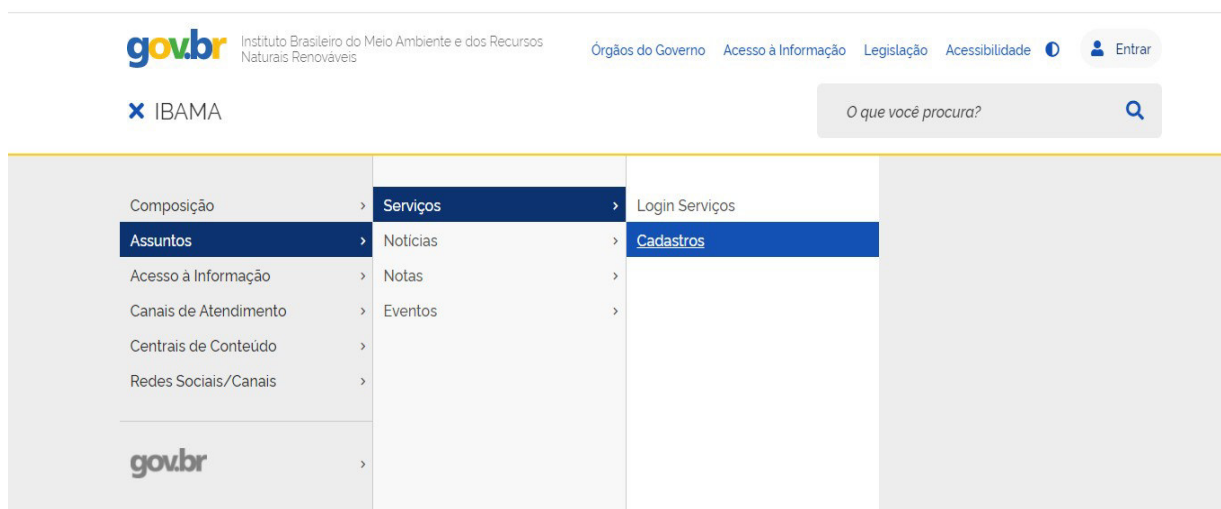 gov.br
Instituto Brasileiro do Meio Ambiente e dos Recursos
Naturais Renováveis
Órgãos do Governo Acesso à Informação Legislação Acessibilidade Entrar
IBAMA
O que você procura?
Composição
Assuntos
Acesso à Informação
Canais de Atendimento
Centrais de Conteúdo
Redes Sociais/Canais
gov.br
Serviços
Notícias
Notas
Eventos
Login Serviços
Cadastros